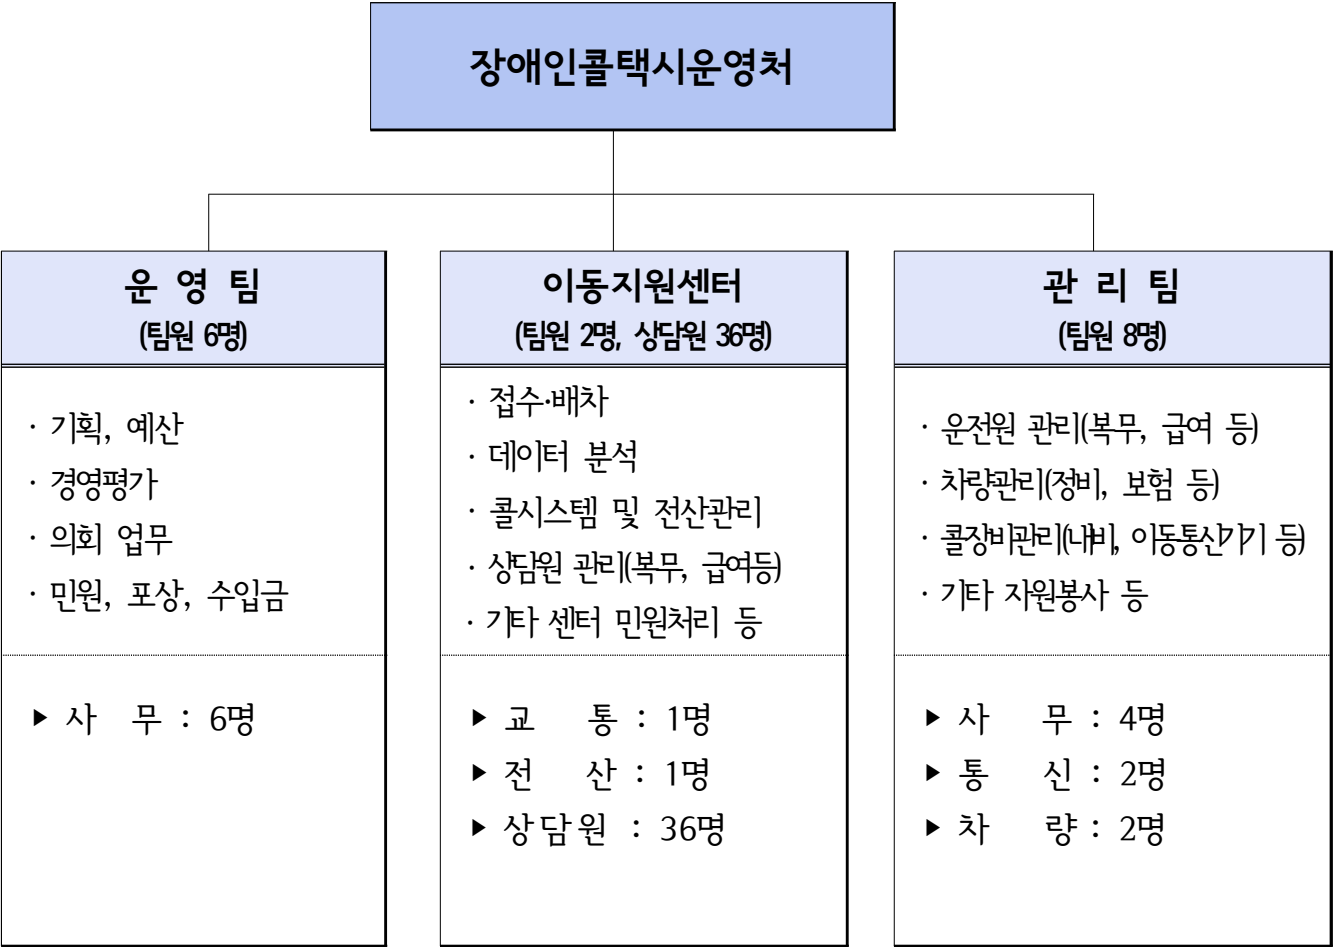 장애인콜택시운영처
운 영 팀
(팀원 6명)
· 기획, 예산
· 경영평가
· 의회 업무
· 민원, 포상, 수입금
▶ 사 무 : 6명
이동지원센터
(팀원 2명, 상담원 36명)
· 접수·배차
· 데이터 분석
· 콜시스템 및 전산관리
· 상담원 관리(복무, 급여등)
· 기타 센터 민원처리 등
▶ 교 통 : 1명
▶ 전 산 : 1명
▶ 상담원 : 36명
관 리 팀
(팀원 8명)
· 운전원 관리(복무, 급여 등)
· 차량관리(정비, 보험 등)
· 콜장비관리(내비, 이동통신기기 등)
· 기타 자원봉사 등
▶ 사 무 : 4명
▶ 통 신 : 2명
▶ 차 량 : 2명